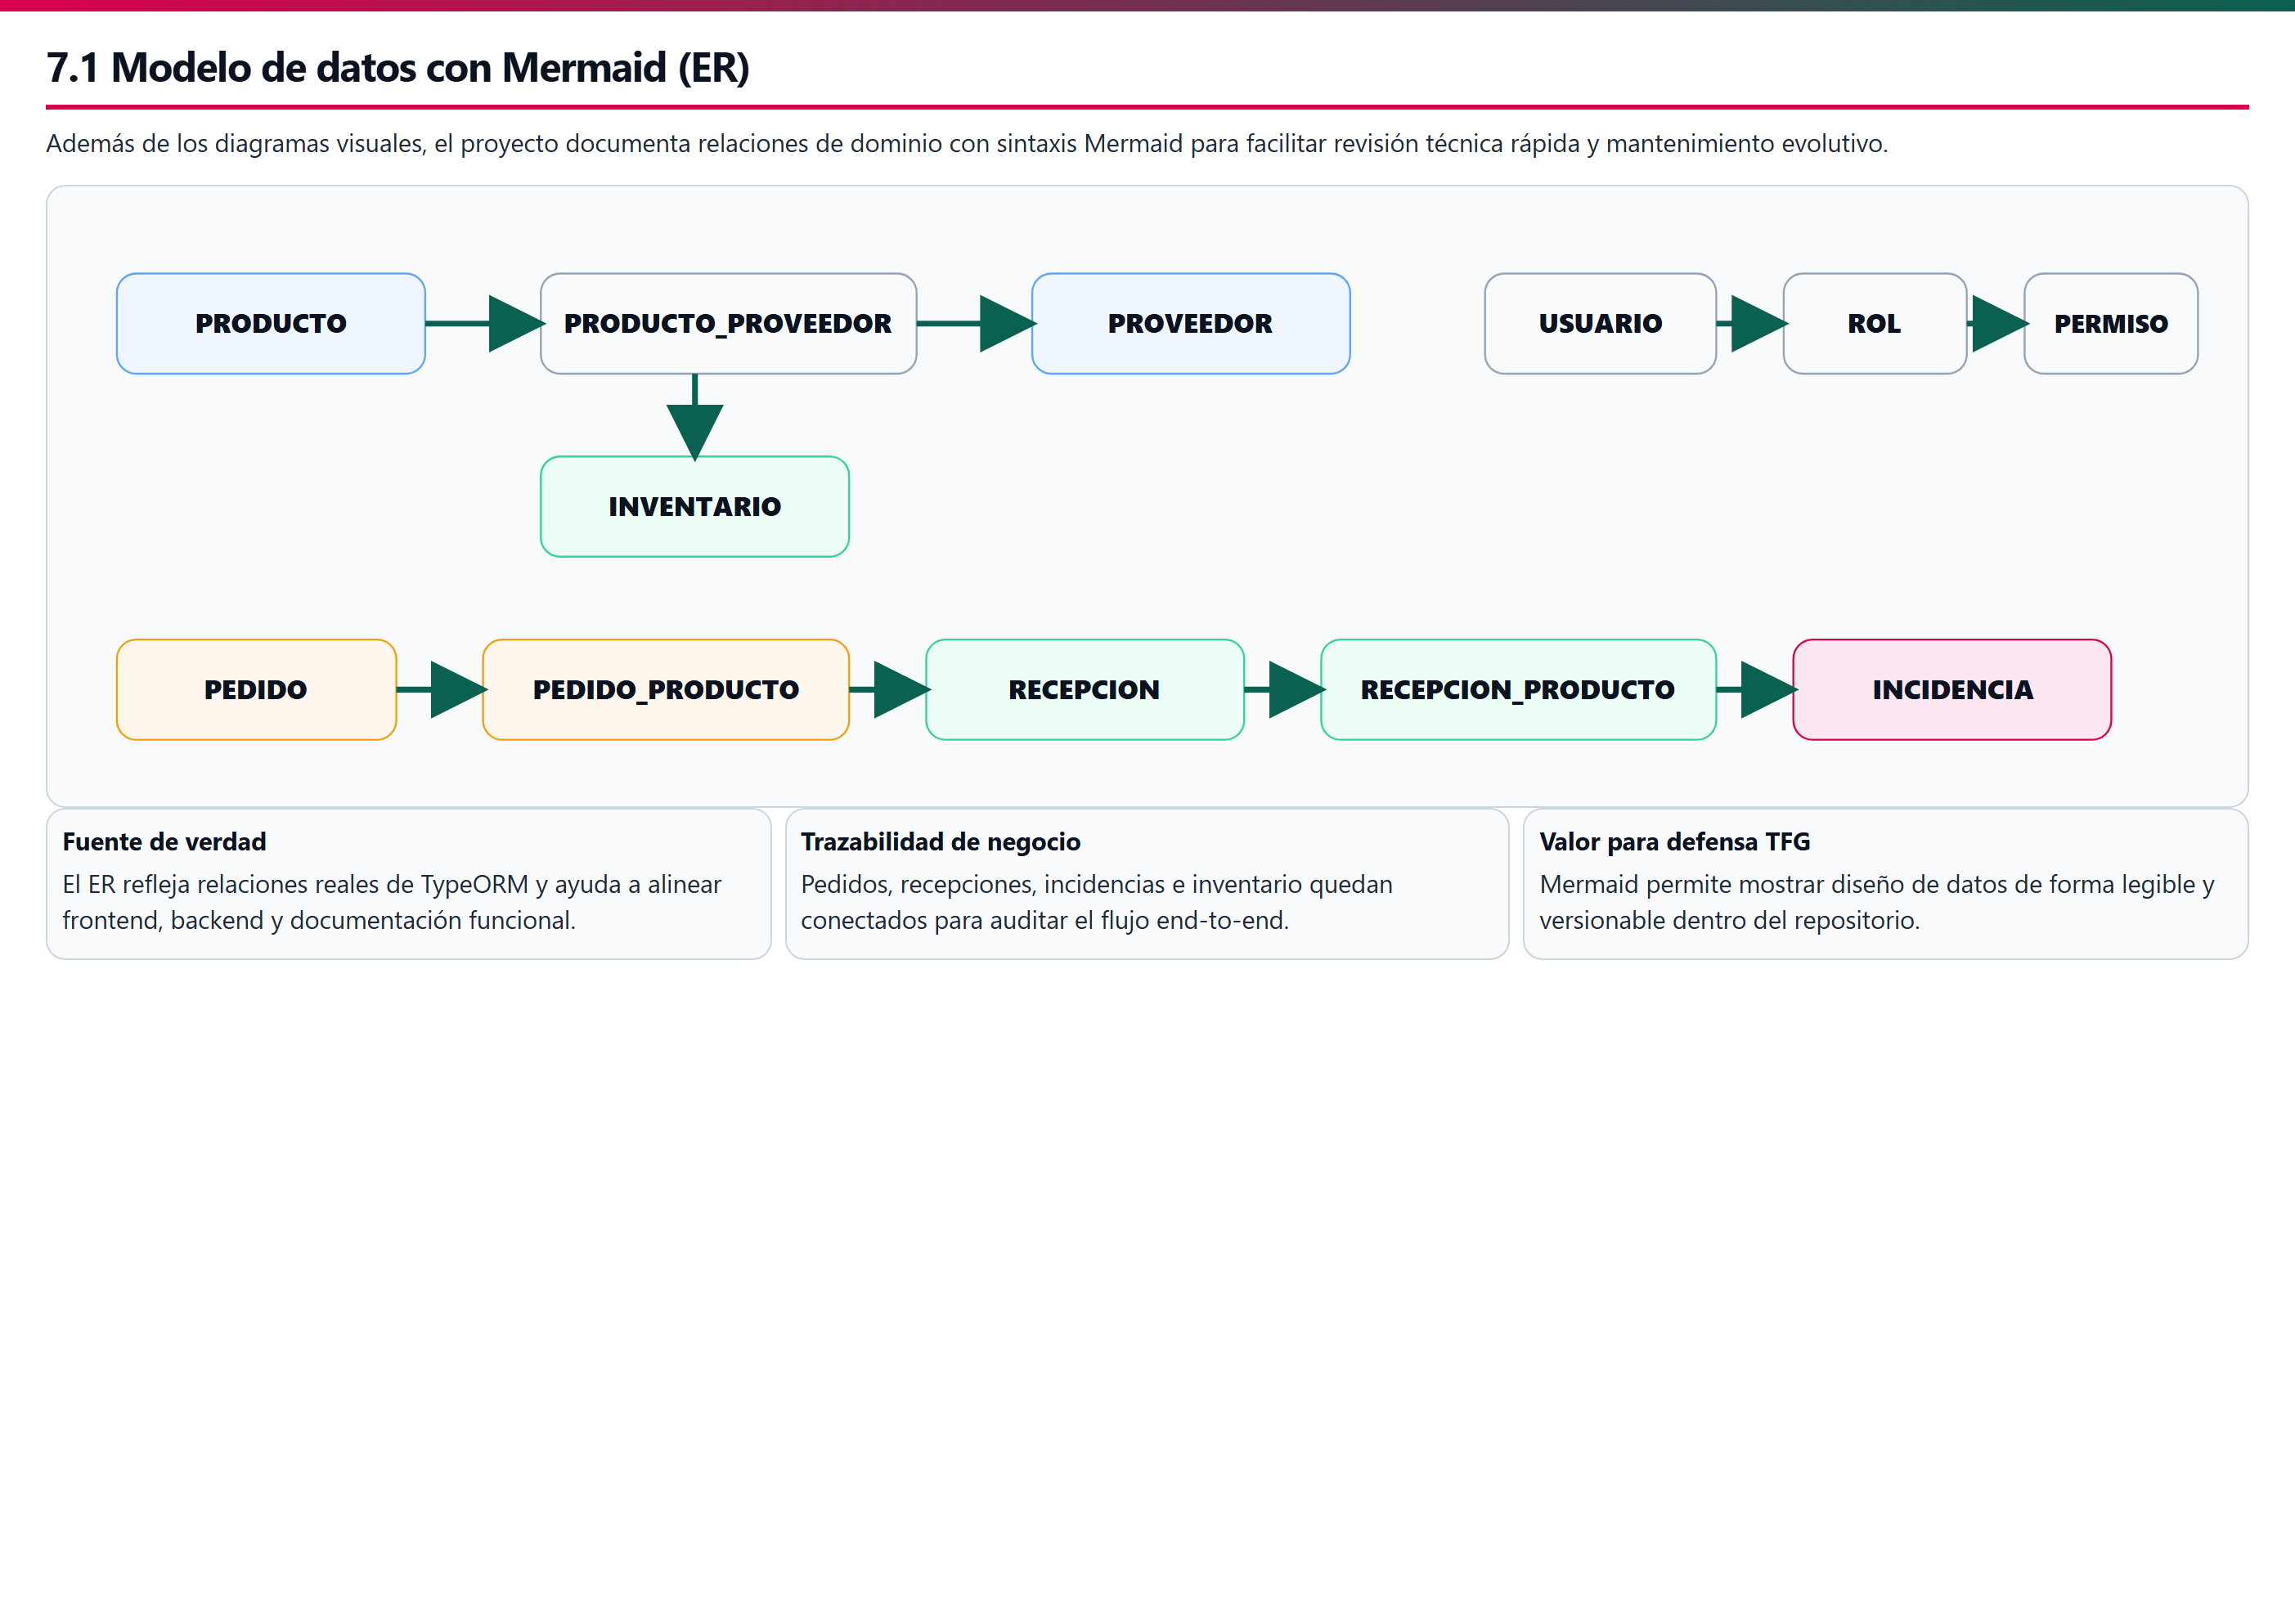 7.1 Modelo de datos con Mermaid (ER)
Además de los diagramas visuales, el proyecto documenta relaciones de dominio con sintaxis Mermaid para facilitar revisión técnica rápida y mantenimiento evolutivo.
PRODUCTO
PRODUCTO_PROVEEDOR
PROVEEDOR
USUARIO
ROL
PERMISO
INVENTARIO
PEDIDO
PEDIDO_PRODUCTO
RECEPCION
RECEPCION_PRODUCTO
INCIDENCIA
Fuente de verdad
El ER refleja relaciones reales de TypeORM y ayuda a alinear
frontend, backend y documentación funcional.
Trazabilidad de negocio
Pedidos, recepciones, incidencias e inventario quedan
conectados para auditar el flujo end-to-end.
Valor para defensa TFG
Mermaid permite mostrar diseño de datos de forma legible y
versionable dentro del repositorio.